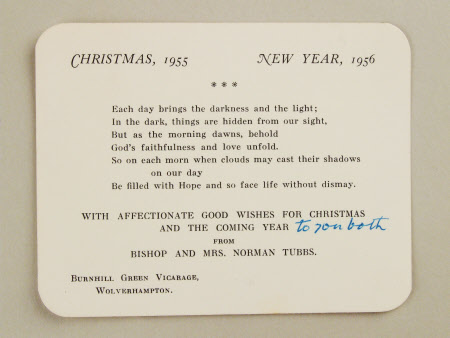 CHRISTMAS, 1955 NEW YEAR, 1956
* * *
Each day brings the darkness and the light;
In the dark, things are hidden from our sight,
But as the morning dawns, behold
God's faithfulness and love unfold.
So on each morn when clouds may cast their shadows
on our day
Be filled with Hope and so face life without dismay.
WITH AFFECTIONATE GOOD WISHES FOR CHRISTMAS
AND THE COMING YEAR to you both
FROM
BISHOP AND MRS. NORMAN TUBBS.
BURNHILL GREEN VICARAGE,
WOLVERHAMPTON.